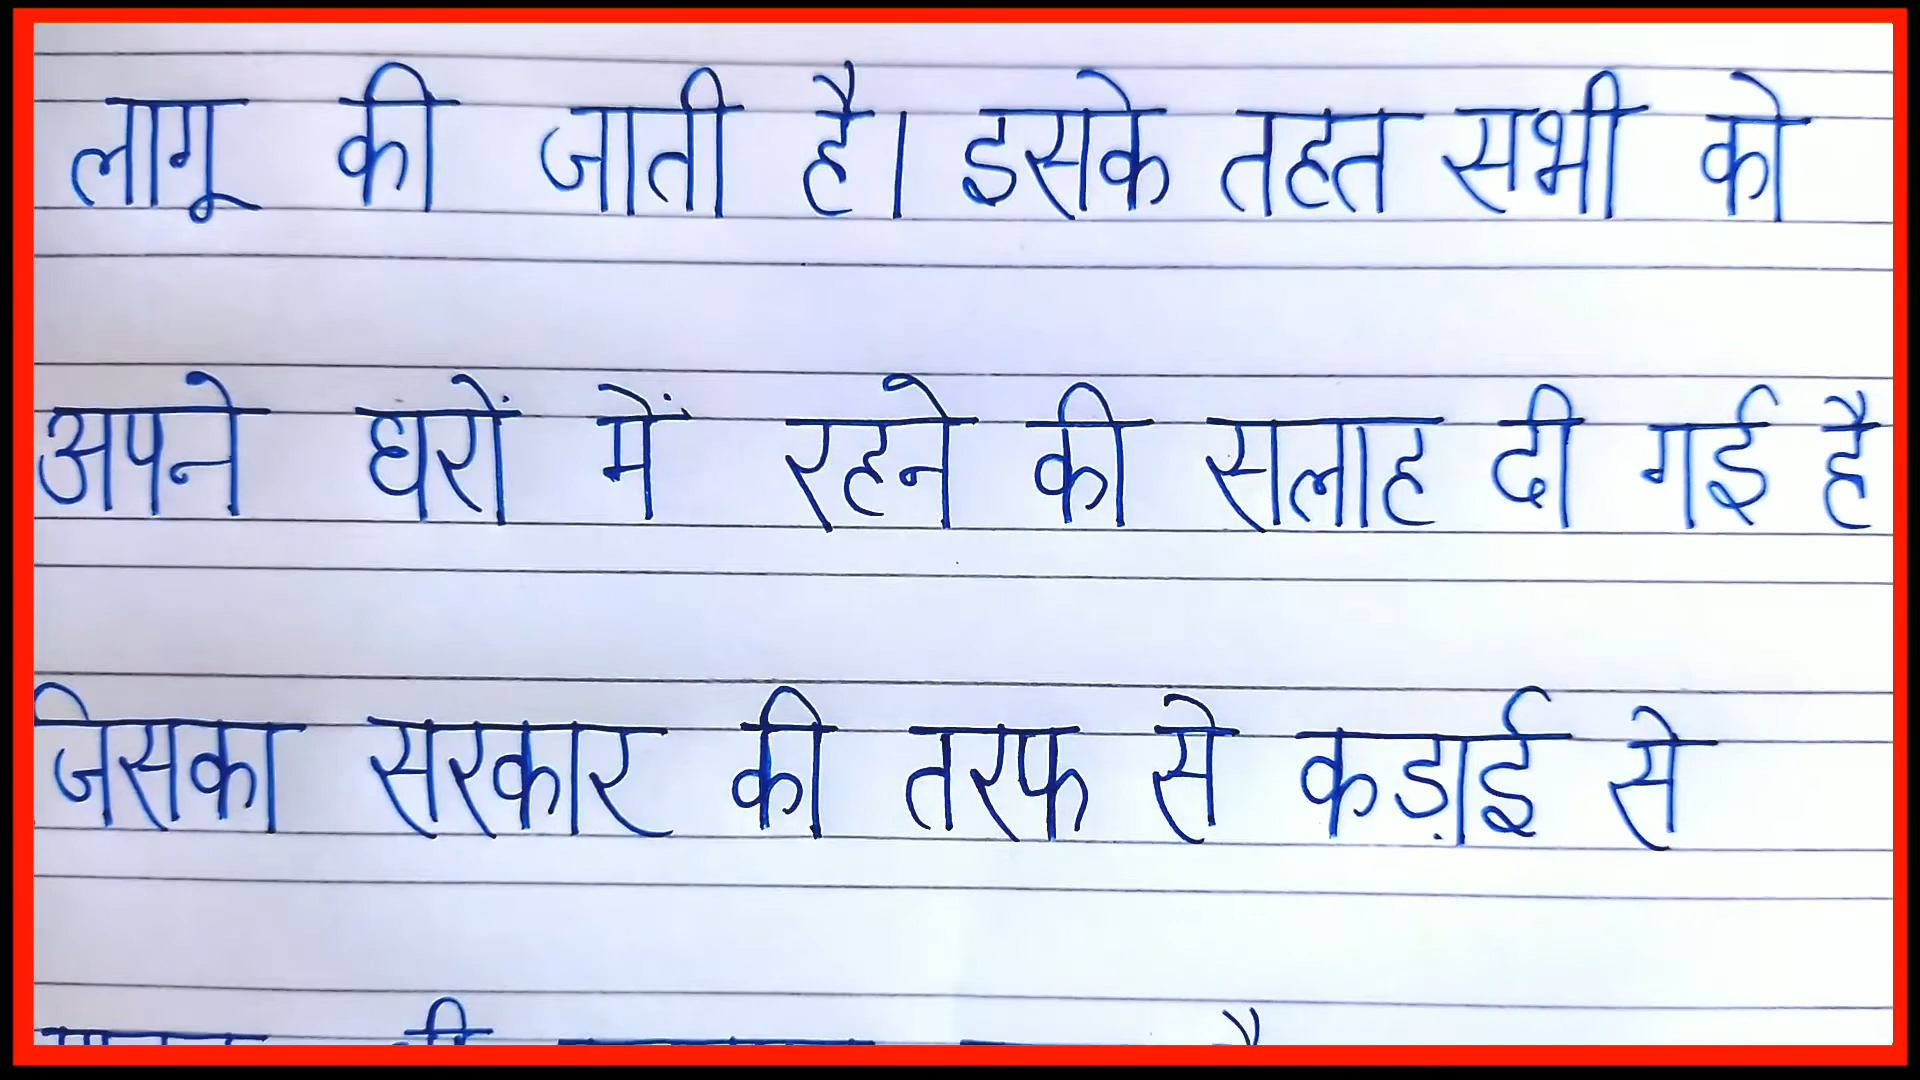 लागू की जाती है। इसके तहत सभी को
अपने घरों में रहने की सलाह दी गई है
जिसका सरकार की तरफ से कड़ाई से